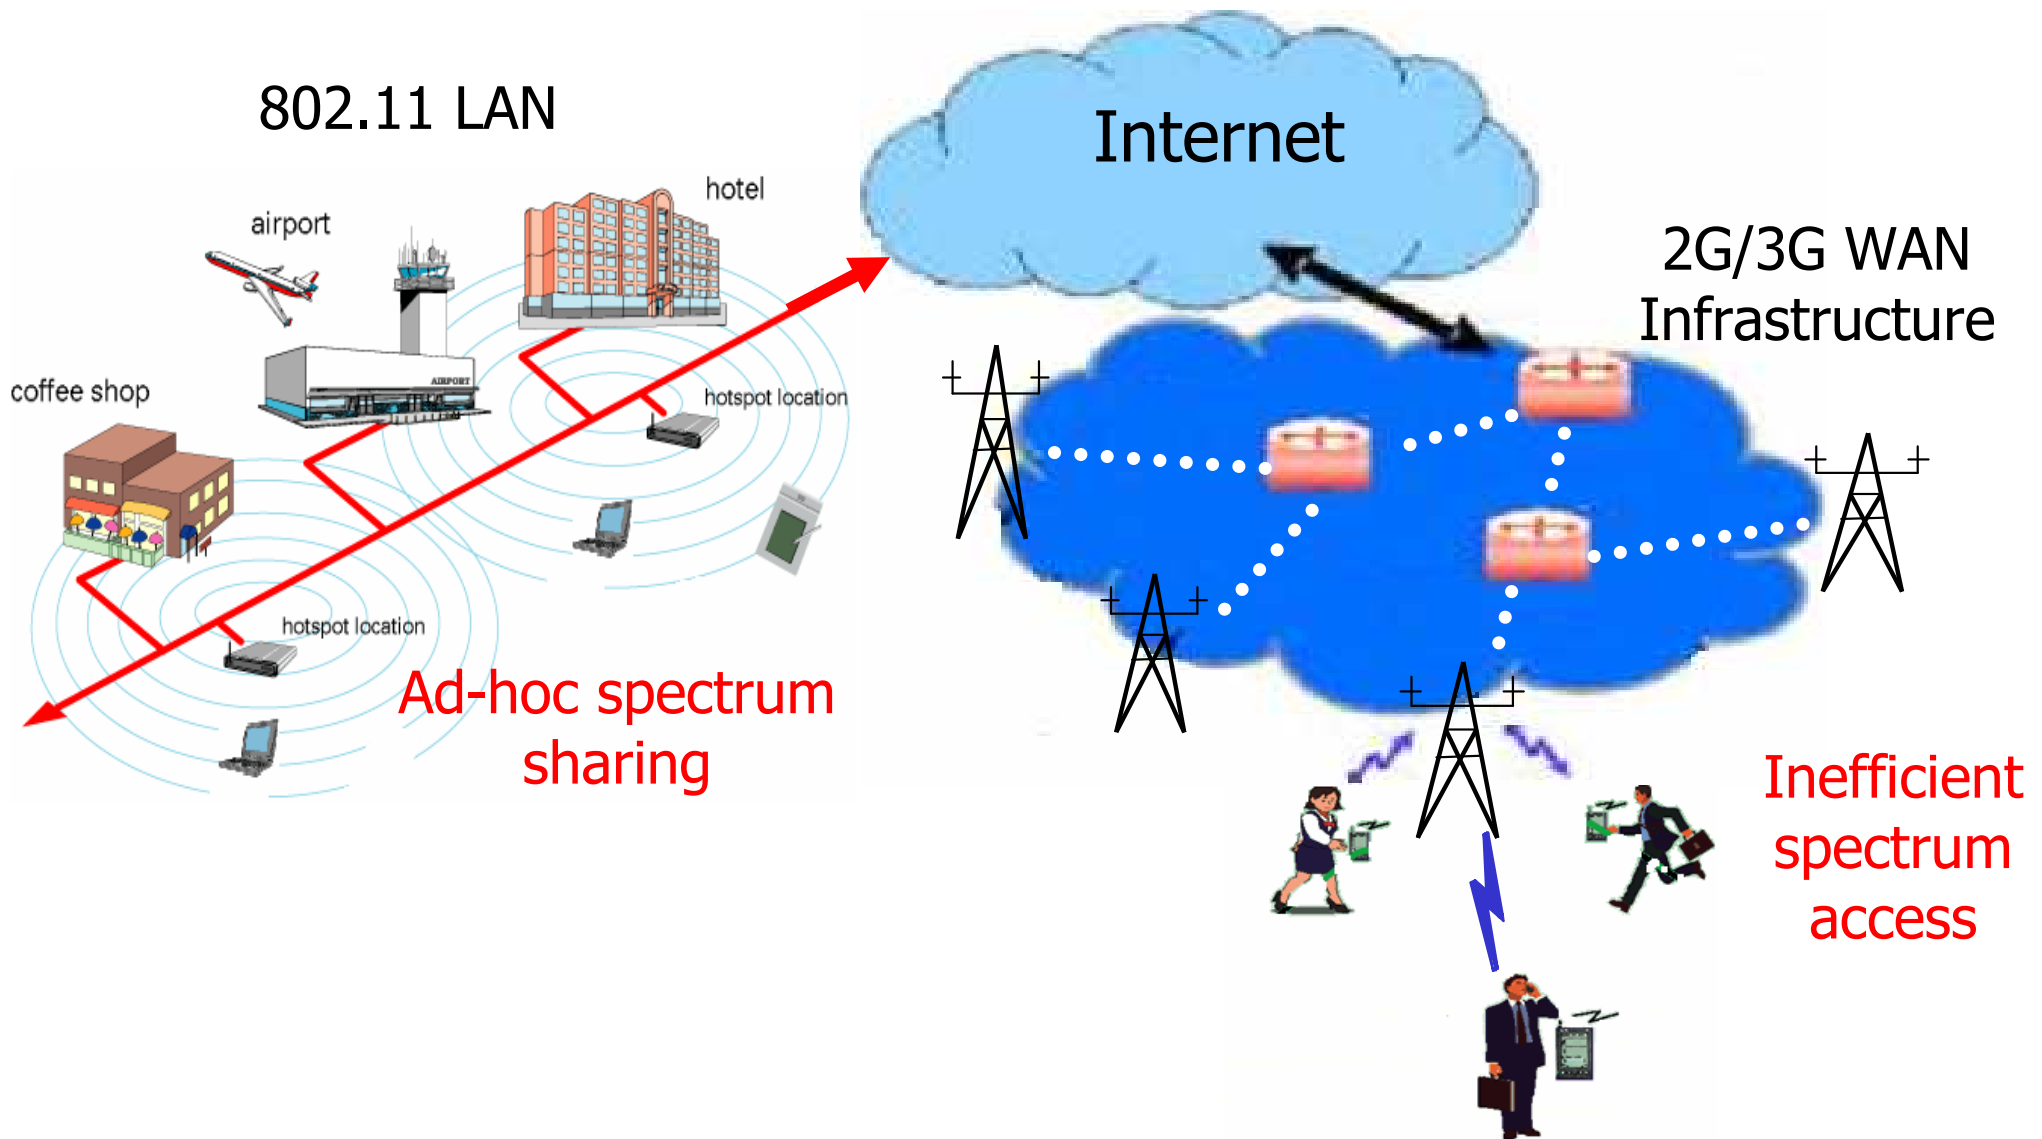 802.11 LAN
Internet
hotel
airport
2G/3G WAN
Infrastructure
coffee shop
AIRPORT
hotspot location
hotspot location
Ad-hoc spectrum
sharing
Inefficient
spectrum
access